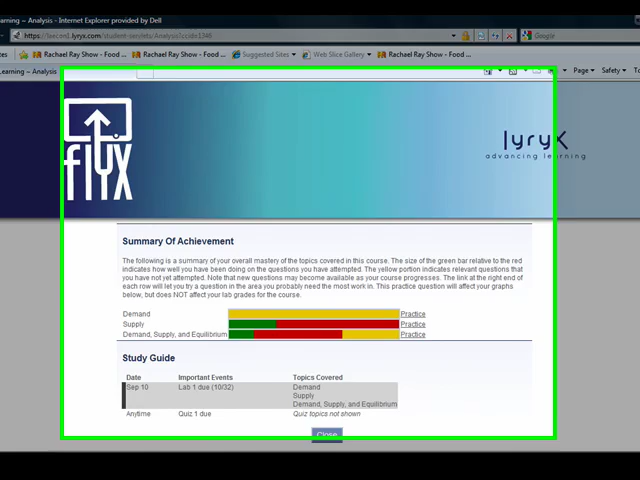 earning ~ Analysis - Internet Explorer provided by Dell
Google
Rachael Ray Show - Food ...
Rachael Ray Show - Food ...
Suggested Sites
Web Slice Gallery
Rachael Ray Show - Food ...
Learning ~ Analysis
Page
Safety
flyx
lyryx
advancing learning
Summary Of Achievement
The following is a summary of your overall mastery of the topics covered in this course. The size of the green bar relative to the red
indicates how well you have been doing on the questions you have attempted. The yellow portion indicates relevant questions that
you have not yet attempted. Note that new questions may become available as your course progresses. The link at the right end of
each row will let you try a question in the area you probably need the most work in. This practice question will affect your graphs
below, but does NOT affect your lab grades for the course.
Demand Practice
Supply Practice
Demand, Supply, and Equilibrium Practice
Study Guide
Date Important Events Topics Covered
Sep 10 Lab 1 due (10/32) Demand
Supply
Demand, Supply, and Equilibrium
Anytime Quiz 1 due Quiz topics not shown
Close